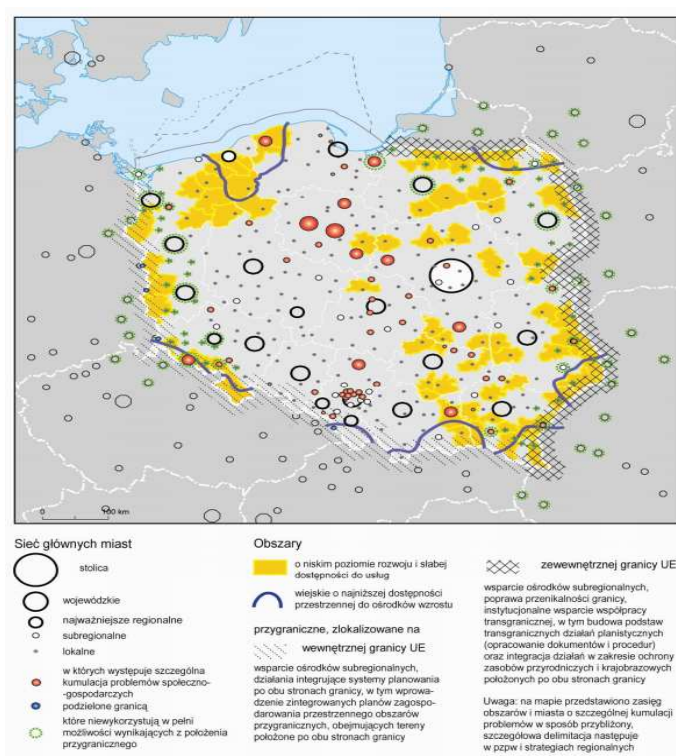 0 100 km
Sieć głównych miast
stolica
wojewódzkie
najważniejsze regionalne
subregionalne
lokalne
w których występuje szczególna
kumulacja problemów społeczno-
-gospodarczych
podzielone granicą
które niewykorzystują w pełni
możliwości wynikających z położenia
przygranicznego
Obszary
o niskim poziomie rozwoju i słabej
dostępności do usług
wiejskie o najniższej dostępności
przestrzennej do ośrodków wzrostu
przygraniczne, zlokalizowane na
wewnętrznej granicy UE
wsparcie ośrodków subregionalnych,
działania integrujące systemy planowania
po obu stronach granicy, w tym wprowa-
dzenie zintegrowanych planów zagospo-
darowania przestrzennego obszarów
przygranicznych, obejmujących tereny
położone po obu stronach granicy
zewewnętrznej granicy UE
wsparcie ośrodków subregionalnych,
poprawa przenikalności granicy,
instytucjonalne wsparcie współpracy
transgranicznej, w tym budowa podstaw
transgranicznych działań planistycznych
(opracowanie dokumentów i procedur)
oraz integracja działań w zakresie ochrony
zasobów przyrodniczych i krajobrazowych
położonych po obu stronach granicy
Uwaga: na mapie przedstawiono zasięg
obszarów i miasta o szczególnej kumulacji
problemów w sposób przybliżony,
szczegółowa delimitacja następuje
w pzpw i strategiach regionalnych